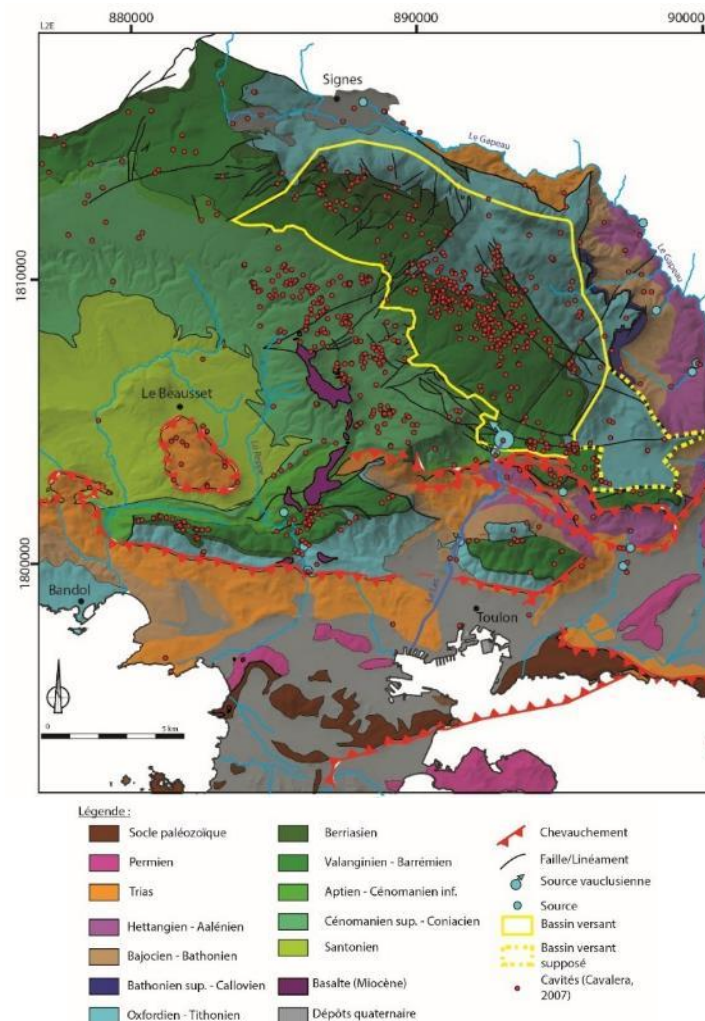 880000
890000
90000
L2E
Signes
Le Gapeau
Le Gapeau
1810000
Le Beausset
La Reppe
1800000
Bandol
Toulon
0
5 km
Légende :
Socle paléozoïque
Permien
Trias
Hettangien - Aalénien
Bajocien - Bathonien
Bathonien sup. - Callovien
Oxfordien - Tithonien
Berriasien
Valanginien - Barrémien
Aptien - Cénomanien inf.
Cénomanien sup. - Coniacien
Santonien
Basalte (Miocène)
Dépôts quaternaire
Chevauchement
Faille/Linéament
Source vauclusienne
Source
Bassin versant
Bassin versant
supposé
Cavités (Cavalera,
2007)